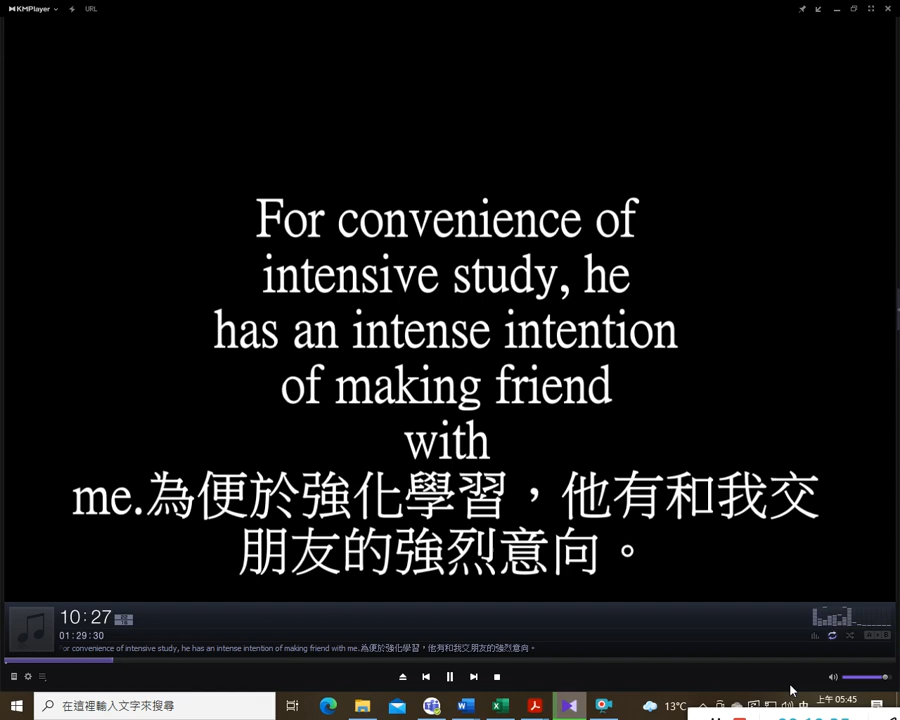 KMPlayer
URL
For convenience of
intensive study, he
has an intense intention
of making friend
with
me.為便於強化學習，他有和我交
朋友的強烈意向。
10:27
01:29:30
or convenience of intensive study, he has an intense intention of making friend with me.為便於強化學習，他有和我交朋友的強烈意向。
在這裡輸入文字來搜尋
13°C
中
上午 05:45